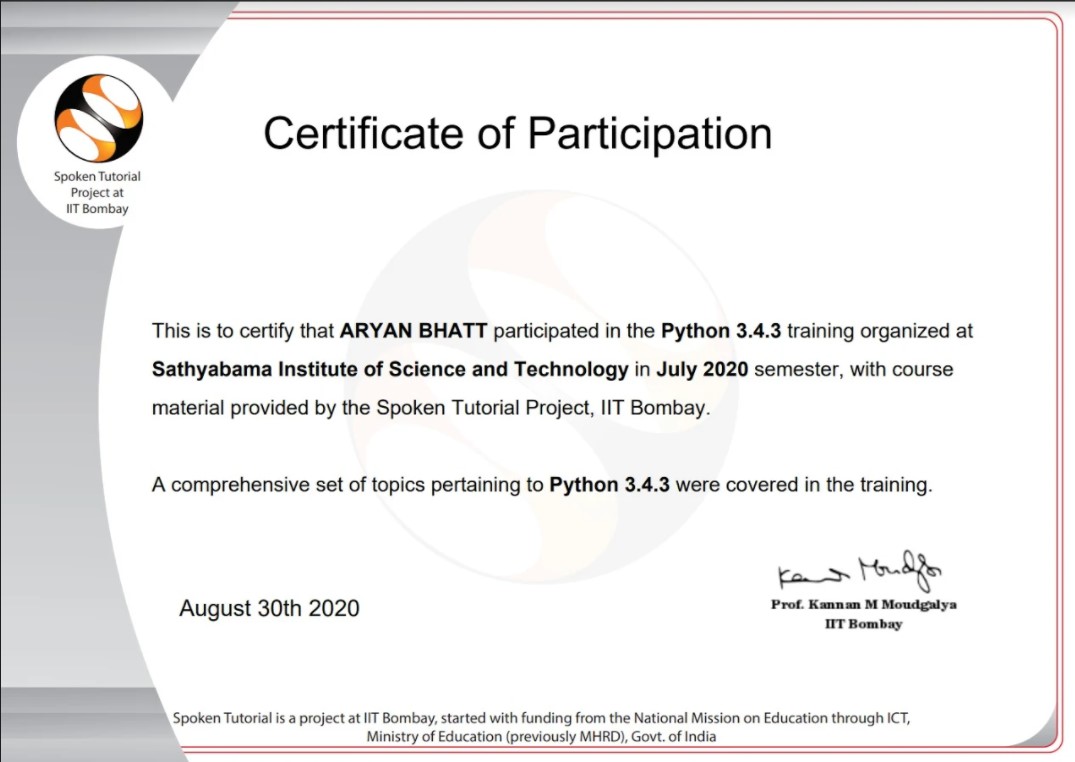 Spoken Tutorial
Project at
IIT Bombay
Certificate of Participation
This is to certify that ARYAN BHATT participated in the Python 3.4.3 training organized at
Sathyabama Institute of Science and Technology in July 2020 semester, with course
material provided by the Spoken Tutorial Project, IIT Bombay.
A comprehensive set of topics pertaining to Python 3.4.3 were covered in the training.
August 30th 2020
Kannan Moudgalya
Prof. Kannan M Moudgalya
IIT Bombay
Spoken Tutorial is a project at IIT Bombay, started with funding from the National Mission on Education through ICT,
Ministry of Education (previously MHRD), Govt. of India